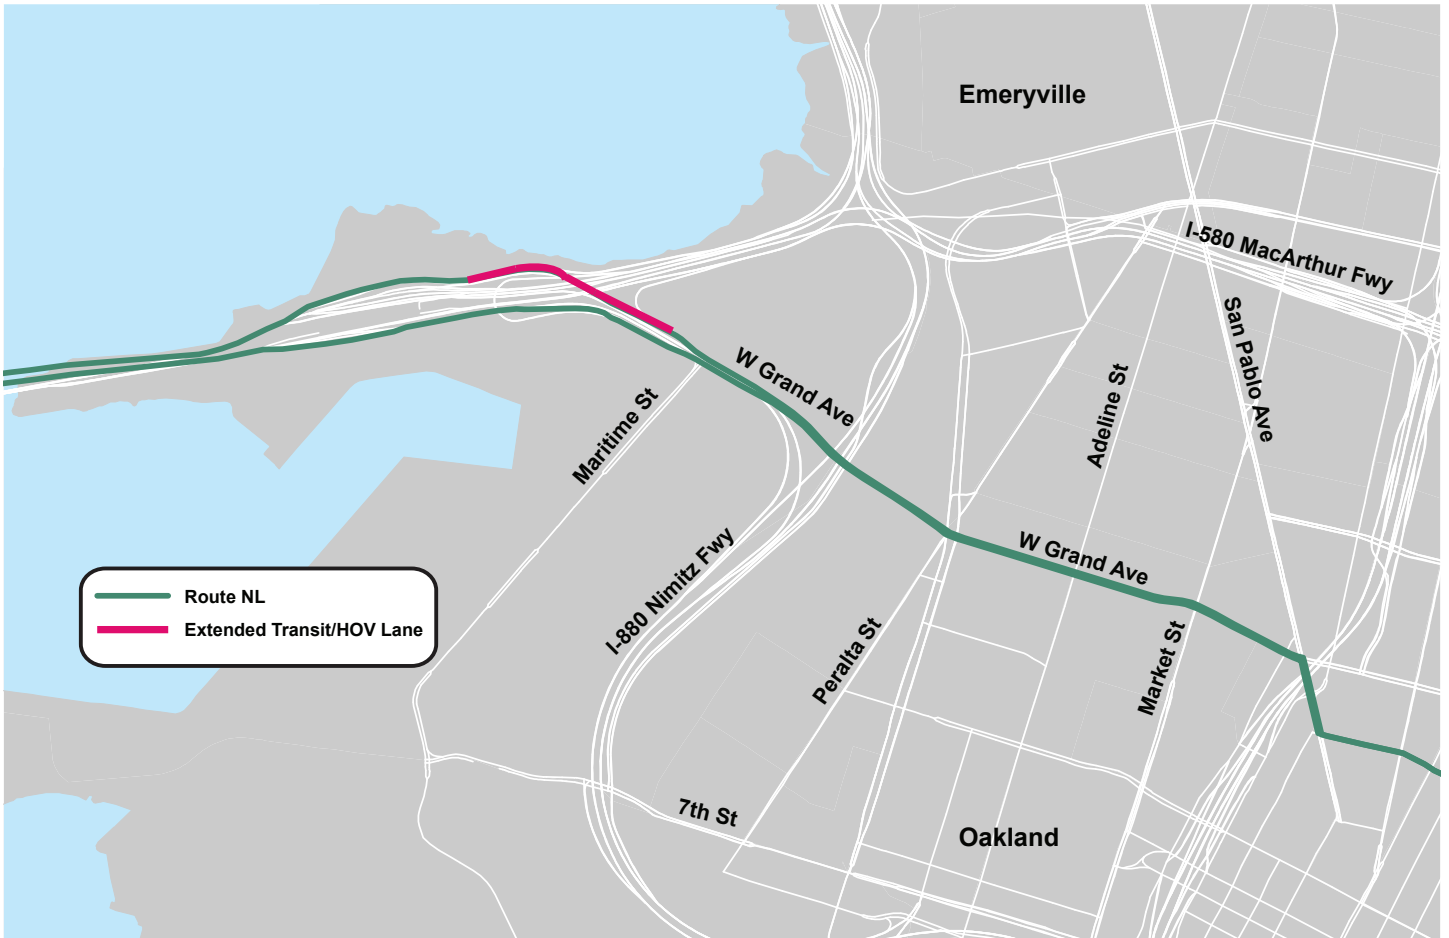 Emeryville
I-580 MacArthur Fwy
San Pablo Ave
W Grand Ave
Adeline St
Maritime St
W Grand Ave
I-880 Nimitz Fwy
Route NL
Extended Transit/HOV Lane
Peralta St
Market St
7th St
Oakland